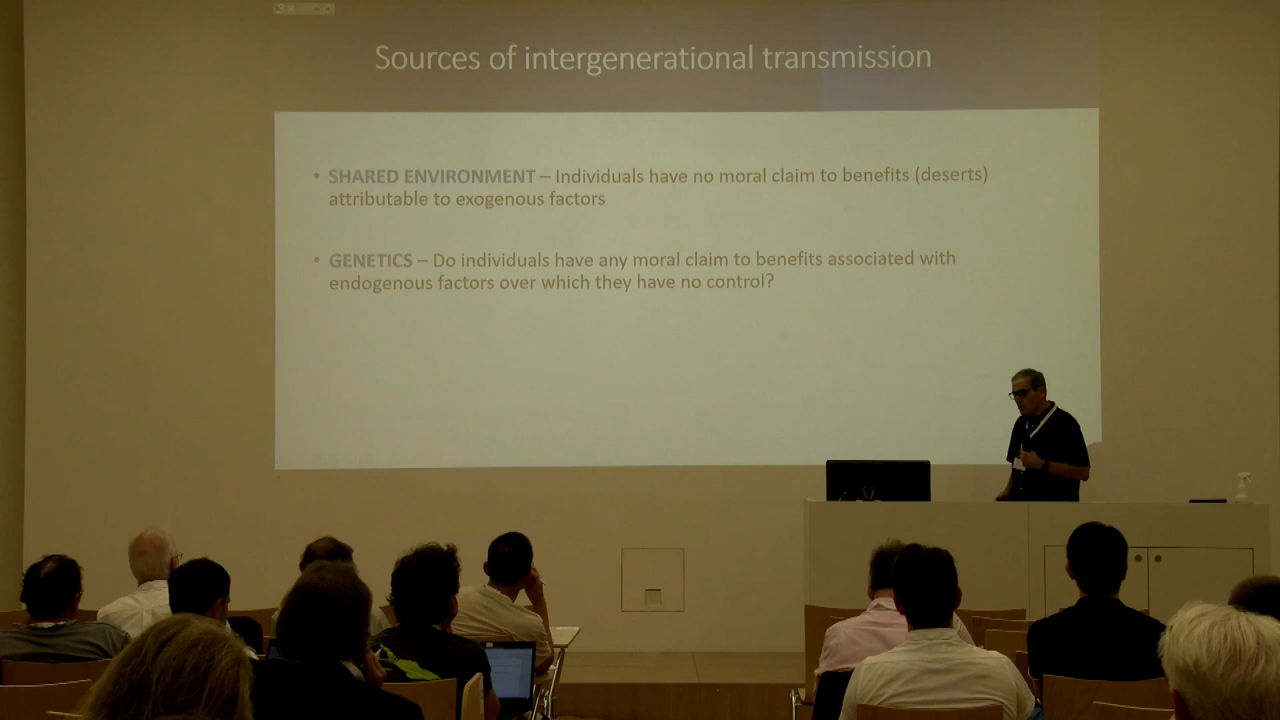 Sources of intergenerational transmission
• SHARED ENVIRONMENT – Individuals have no moral claim to benefits (deserts)
attributable to exogenous factors
• GENETICS – Do individuals have any moral claim to benefits associated with
endogenous factors over which they have no control?